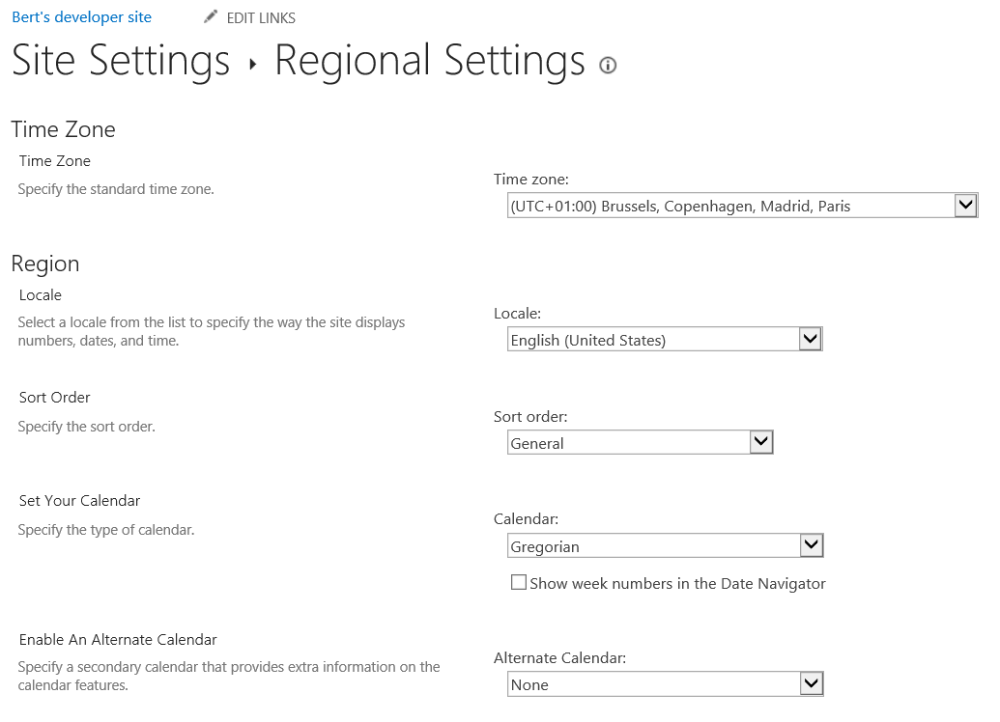 Bert's developer site
EDIT LINKS
Site Settings ▸ Regional Settings
Time Zone
Time Zone
Specify the standard time zone.
Time zone:
(UTC+01:00) Brussels, Copenhagen, Madrid, Paris
Region
Locale
Select a locale from the list to specify the way the site displays
numbers, dates, and time.
Locale:
English (United States)
Sort Order
Specify the sort order.
Sort order:
General
Set Your Calendar
Specify the type of calendar.
Calendar:
Gregorian
Show week numbers in the Date Navigator
Enable An Alternate Calendar
Specify a secondary calendar that provides extra information on the
calendar features.
Alternate Calendar:
None